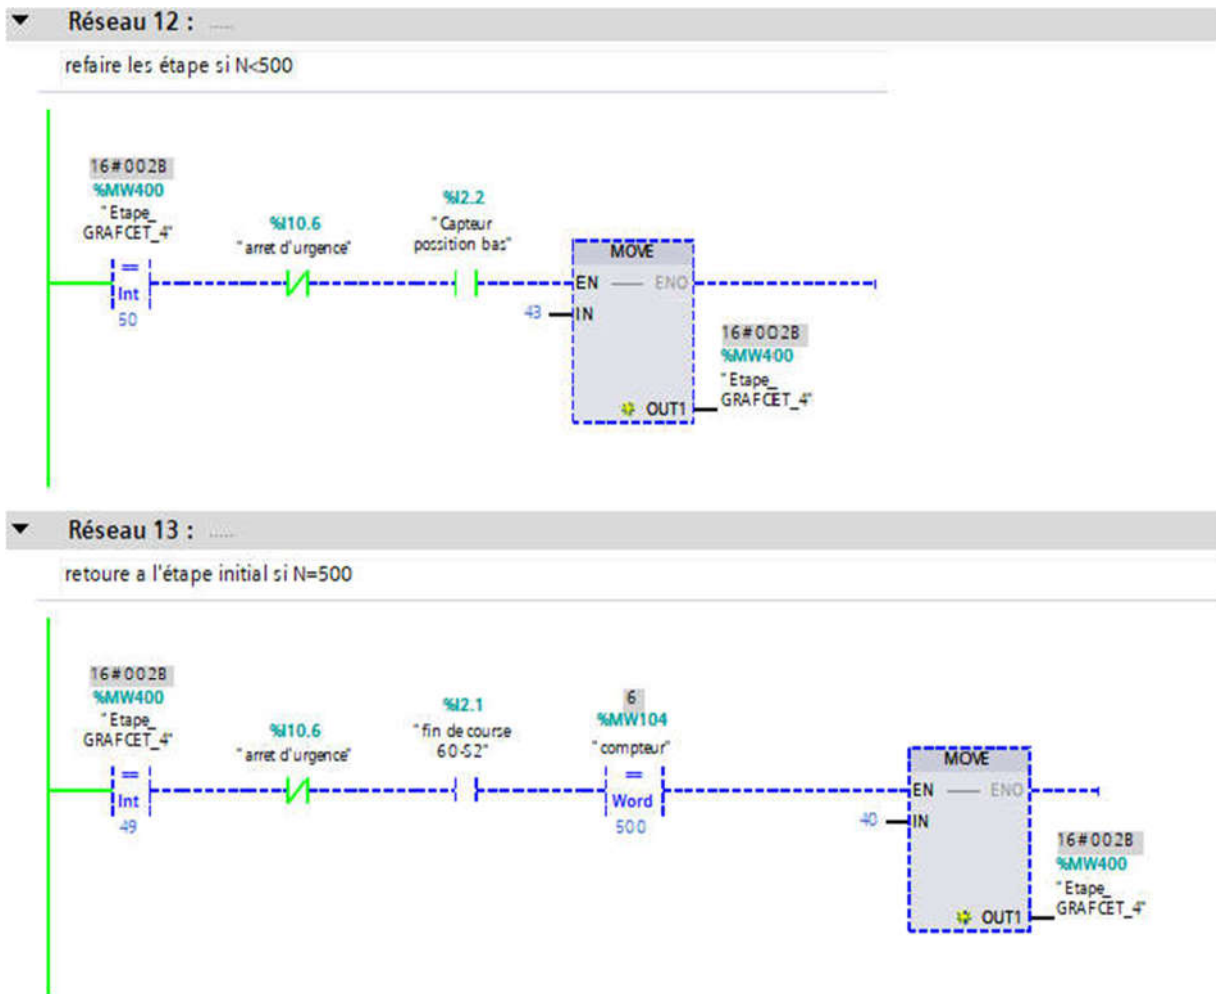 Réseau 12 : .....
refaire les étape si N<500
16#002B
%MW400
"Etape_
GRAFCET_4"
==
Int
50
%I10.6
"arret d'urgence"
%I2.2
"Capteur
possition bas"
MOVE
EN ENO
43 IN
OUT1
16#002B
%MW400
"Etape_
GRAFCET_4"
Réseau 13 : .....
retoure a l'étape initial si N=500
16#002B
%MW400
"Etape_
GRAFCET_4"
==
Int
49
%I10.6
"arret d'urgence"
%I2.1
"fin de course
60-S2"
6
%MW104
"compteur"
==
Word
500
MOVE
EN ENO
40 IN
OUT1
16#002B
%MW400
"Etape_
GRAFCET_4"